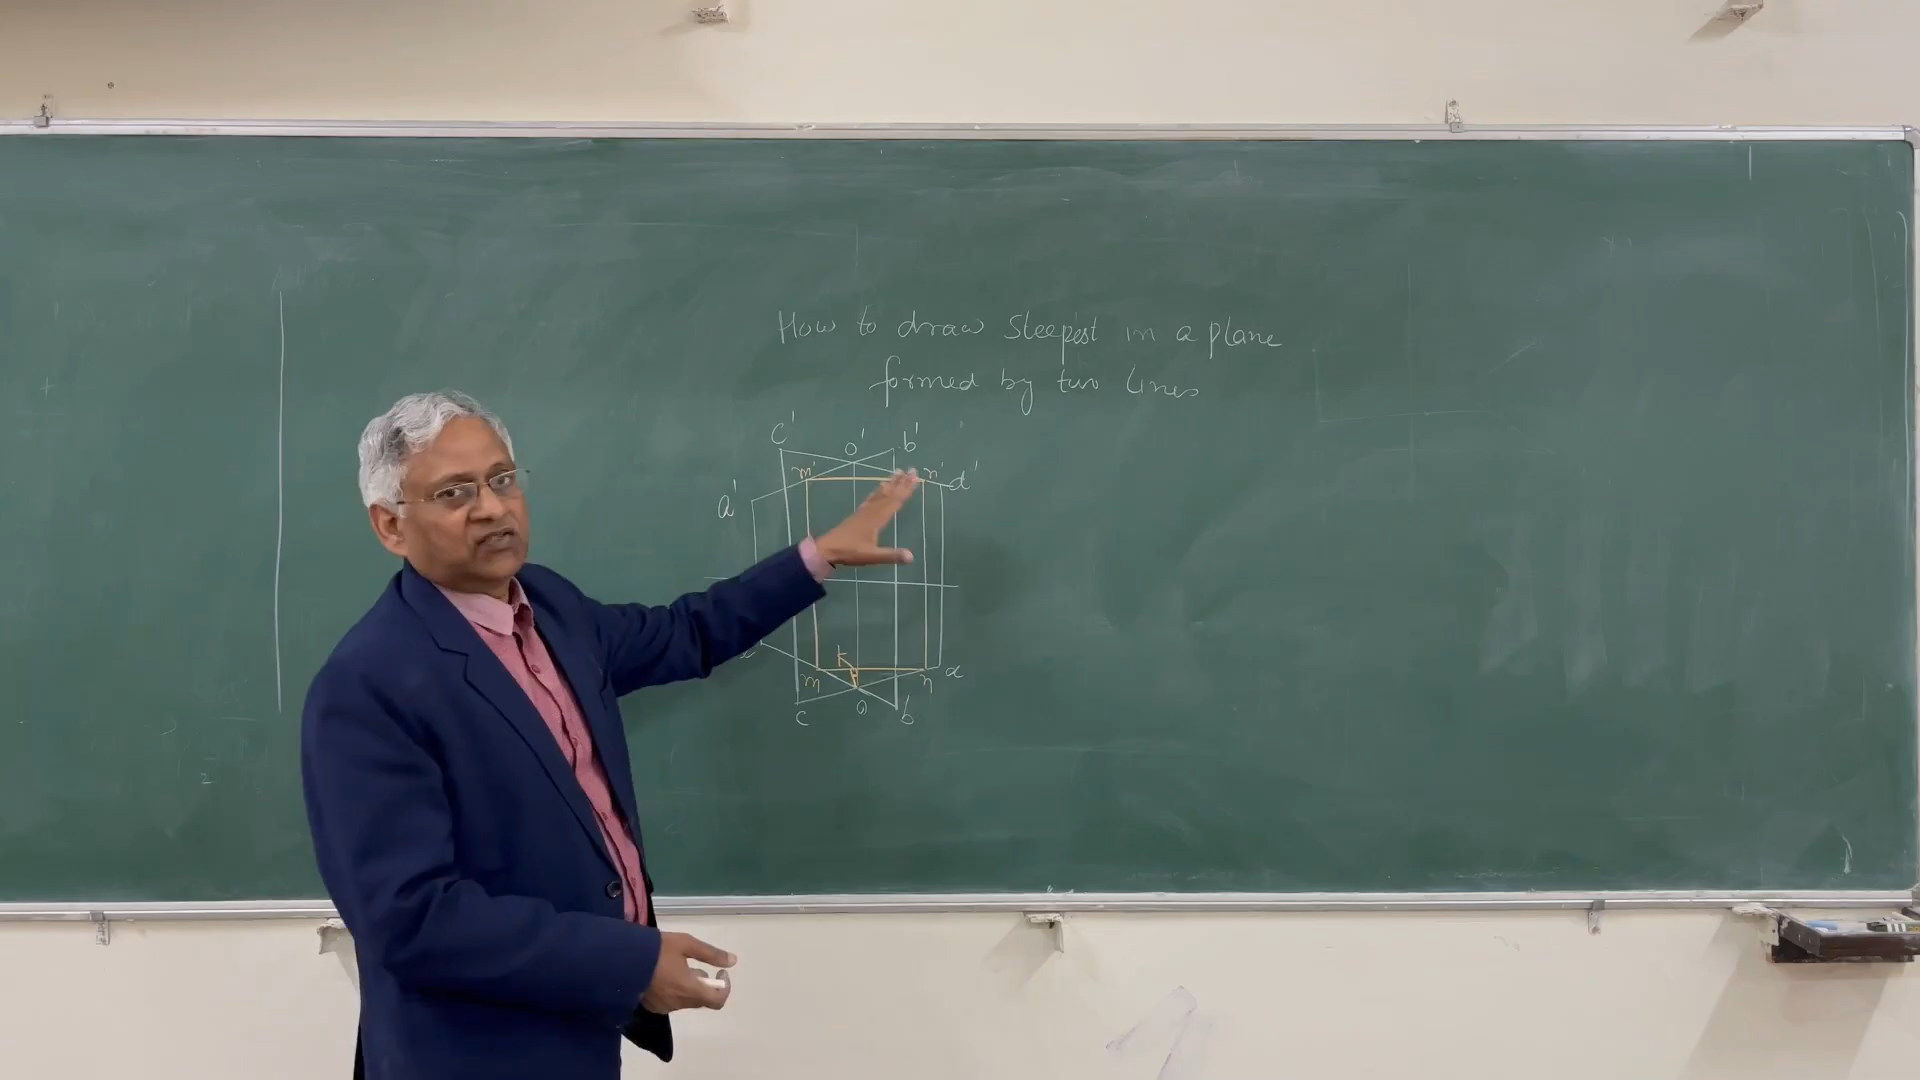 How to draw steepest in a plane
formed by two lines
c' o' b'
m' n' d'
a'
k
m n d
c o b